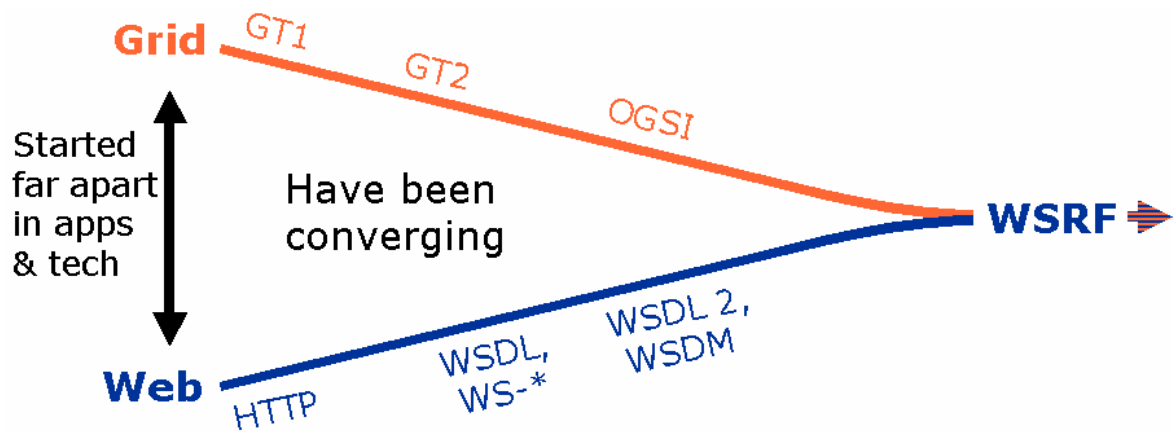 Grid
GT1
GT2
OGSI
Started
far apart
in apps
& tech
Have been
converging
WSRF
Web
HTTP
WSDL,
WS-*
WSDL 2,
WSDM